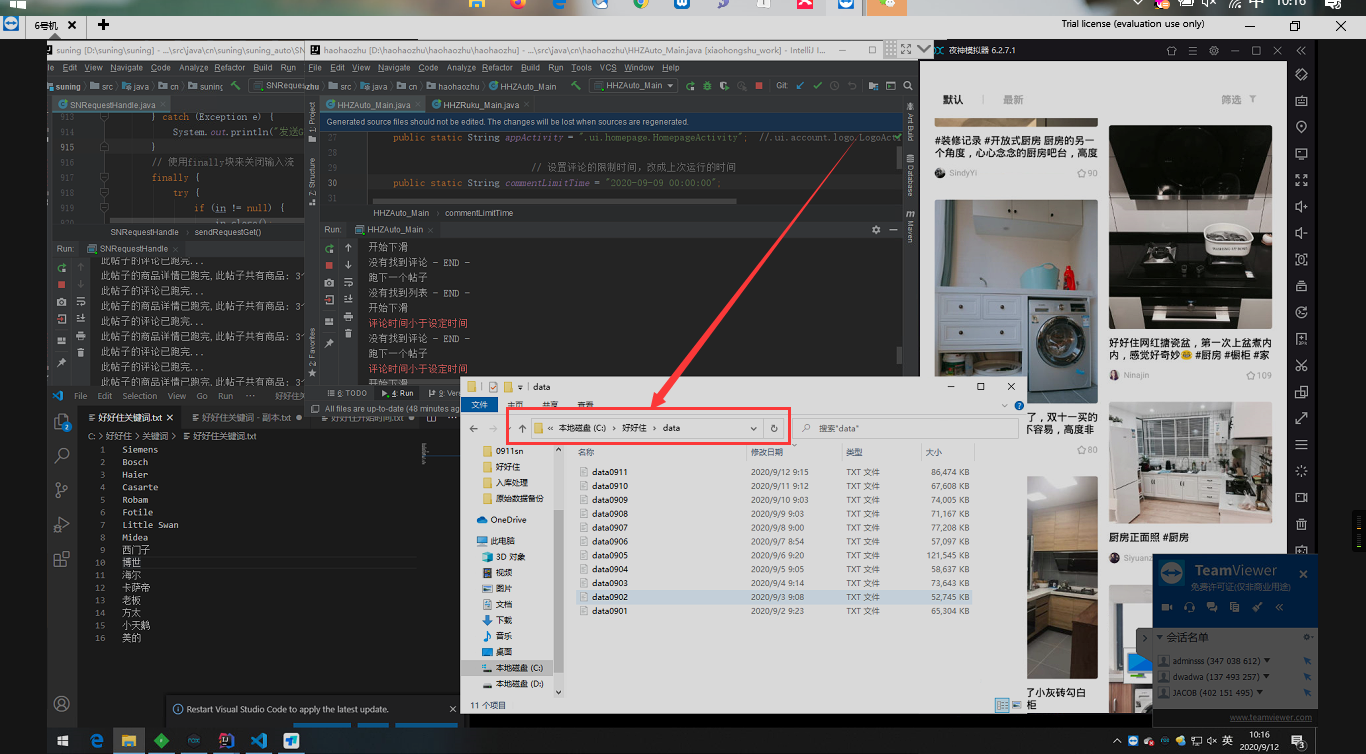 中 10:16
6号机
Trial license (evaluation use only)
suning [D:\suning\suning] - ...\src\java\cn\suning\suning_auto\SN
Edit View Navigate Code Analyze Refactor Build Run
suning src java cn suning SNReques
SNRequestHandle.java
913 } catch (Exception e) {
914 System.out.println("发送G
915 }
916 // 使用finally块来关闭输入流
917 finally {
918 try {
919 if (in != null) {
920 in.close()
SNRequestHandle sendRequestGet()
Run: SNRequestHandle
此帖子的评论已跑完...
此帖子的商品详情已跑完,此帖子共有商品: 3个
此帖子的评论已跑完...
此帖子的商品详情已跑完,此帖子共有商品: 3个
此帖子的评论已跑完...
此帖子的商品详情已跑完,此帖子共有商品: 3个
此帖子的评论已跑完...
此帖子的评论已跑完...
此帖子的商品详情已跑完,此帖子共有商品: 3个
haohaozhu [D:\haohaozhu\haohaozhu] - ...\src\java\cn\haohaozhu\HHZAuto_Main.java [xiaohongshu_work] - IntelliJ I...
File Edit View Navigate Code Analyze Refactor Build Run Tools VCS Window Help
zhu src java cn haohaozhu HHZAuto_Main HHZAuto_Main Git:
HHZAuto_Main.java HHZRuku_Main.java
1: Project
Z: Structure
2: Favorites
Ant Build
Database
Maven
Generated source files should not be edited. The changes will be lost when sources are regenerated.
27 public static String appActivity = ".ui.homepage.HomepageActivity"; //.ui.account.logo.LogoActi
29 // 设置评论的限制时间，改成上次运行的时间
30 public static String commentLimitTime = "2020-09-09 00:00:00";
31
HHZAuto_Main commentLimitTime
Run: HHZAuto_Main
开始下滑
没有找到评论 - END -
跑下一个帖子
没有找到列表 - END -
开始下滑
评论时间小于设定时间
没有找到评论 - END -
跑下一个帖子
评论时间小于设定时间
开始下滑
6: TODO 4: Run 9: Ver
All files are up-to-date (48 minutes ag
File Edit Selection View Go Run ...
好好住关键词.txt 好好住关键词 - 副本.txt 好好住开始时间.txt
C: > 好好住 > 关键词 > 好好住关键词.txt
1 Siemens
2 Bosch
3 Haier
4 Casarte
5 Robam
6 Fotile
7 Little Swan
8 Midea
9 西门子
10 博世
11 海尔
12 卡萨帝
13 老板
14 方太
15 小天鹅
16 美的
2
Restart Visual Studio Code to apply the latest update.
data
文件 主页 共享 查看
« 本地磁盘 (C:) > 好好住 > data
搜索"data"
名称 修改日期 类型 大小
0911sn
好好住
入库处理
原始数据备份
OneDrive
此电脑
3D 对象
视频
图片
文档
下载
音乐
桌面
本地磁盘 (C:)
本地磁盘 (D:)
data0911 2020/9/12 9:15 TXT 文件 86,474 KB
data0910 2020/9/11 9:12 TXT 文件 67,608 KB
data0909 2020/9/10 9:03 TXT 文件 74,005 KB
data0908 2020/9/9 9:03 TXT 文件 71,167 KB
data0907 2020/9/8 9:00 TXT 文件 77,208 KB
data0906 2020/9/7 8:54 TXT 文件 57,097 KB
data0905 2020/9/6 9:20 TXT 文件 121,545 KB
data0904 2020/9/5 9:05 TXT 文件 58,637 KB
data0903 2020/9/4 9:14 TXT 文件 73,643 KB
data0902 2020/9/3 9:08 TXT 文件 52,745 KB
data0901 2020/9/2 9:23 TXT 文件 65,304 KB
11 个项目
夜神模拟器 6.2.7.1
默认 最新 筛选
#装修记录 #开放式厨房 厨房的另一
个角度，心心念念的厨房吧台，高度
SindyYi 90
好好住网红搪瓷盆，第一次上盆煮内
内，感觉好奇妙 #厨房 #橱柜 #家
Ninajin 109
了，双十一买的
不容易，高度非
80
厨房正面照 #厨房
Siyuan
了小灰砖勾白
柜
TeamViewer
免费许可证(仅非商业用途)
会话名单
adminsss (347 038 612)
dwadwa (137 493 257)
JACOB (402 151 495)
www.teamviewer.com
英 10:16
2020/9/12
3